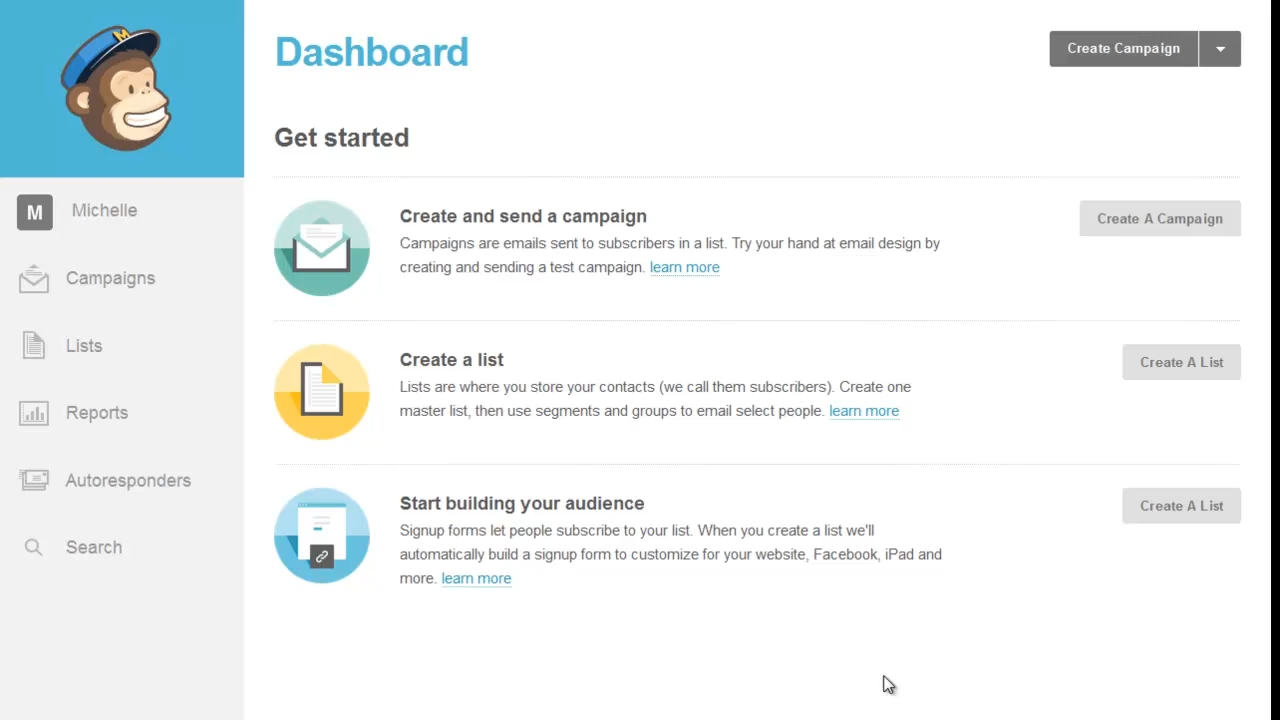 Dashboard
Create Campaign
Get started
M Michelle
Campaigns
Lists
Reports
Autoresponders
Search
Create and send a campaign
Campaigns are emails sent to subscribers in a list. Try your hand at email design by
creating and sending a test campaign. learn more
Create A Campaign
Create a list
Lists are where you store your contacts (we call them subscribers). Create one
master list, then use segments and groups to email select people. learn more
Create A List
Start building your audience
Signup forms let people subscribe to your list. When you create a list we'll
automatically build a signup form to customize for your website, Facebook, iPad and
more. learn more
Create A List